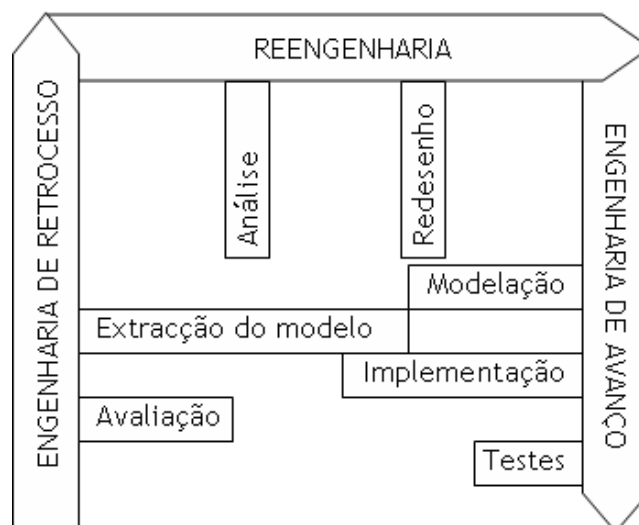 REENGENHARIA
ENGENHARIA DE RETROCESSO
Análise
Redesenho
ENGENHARIA DE AVANÇO
Modelação
Extracção do modelo
Implementação
Avaliação
Testes